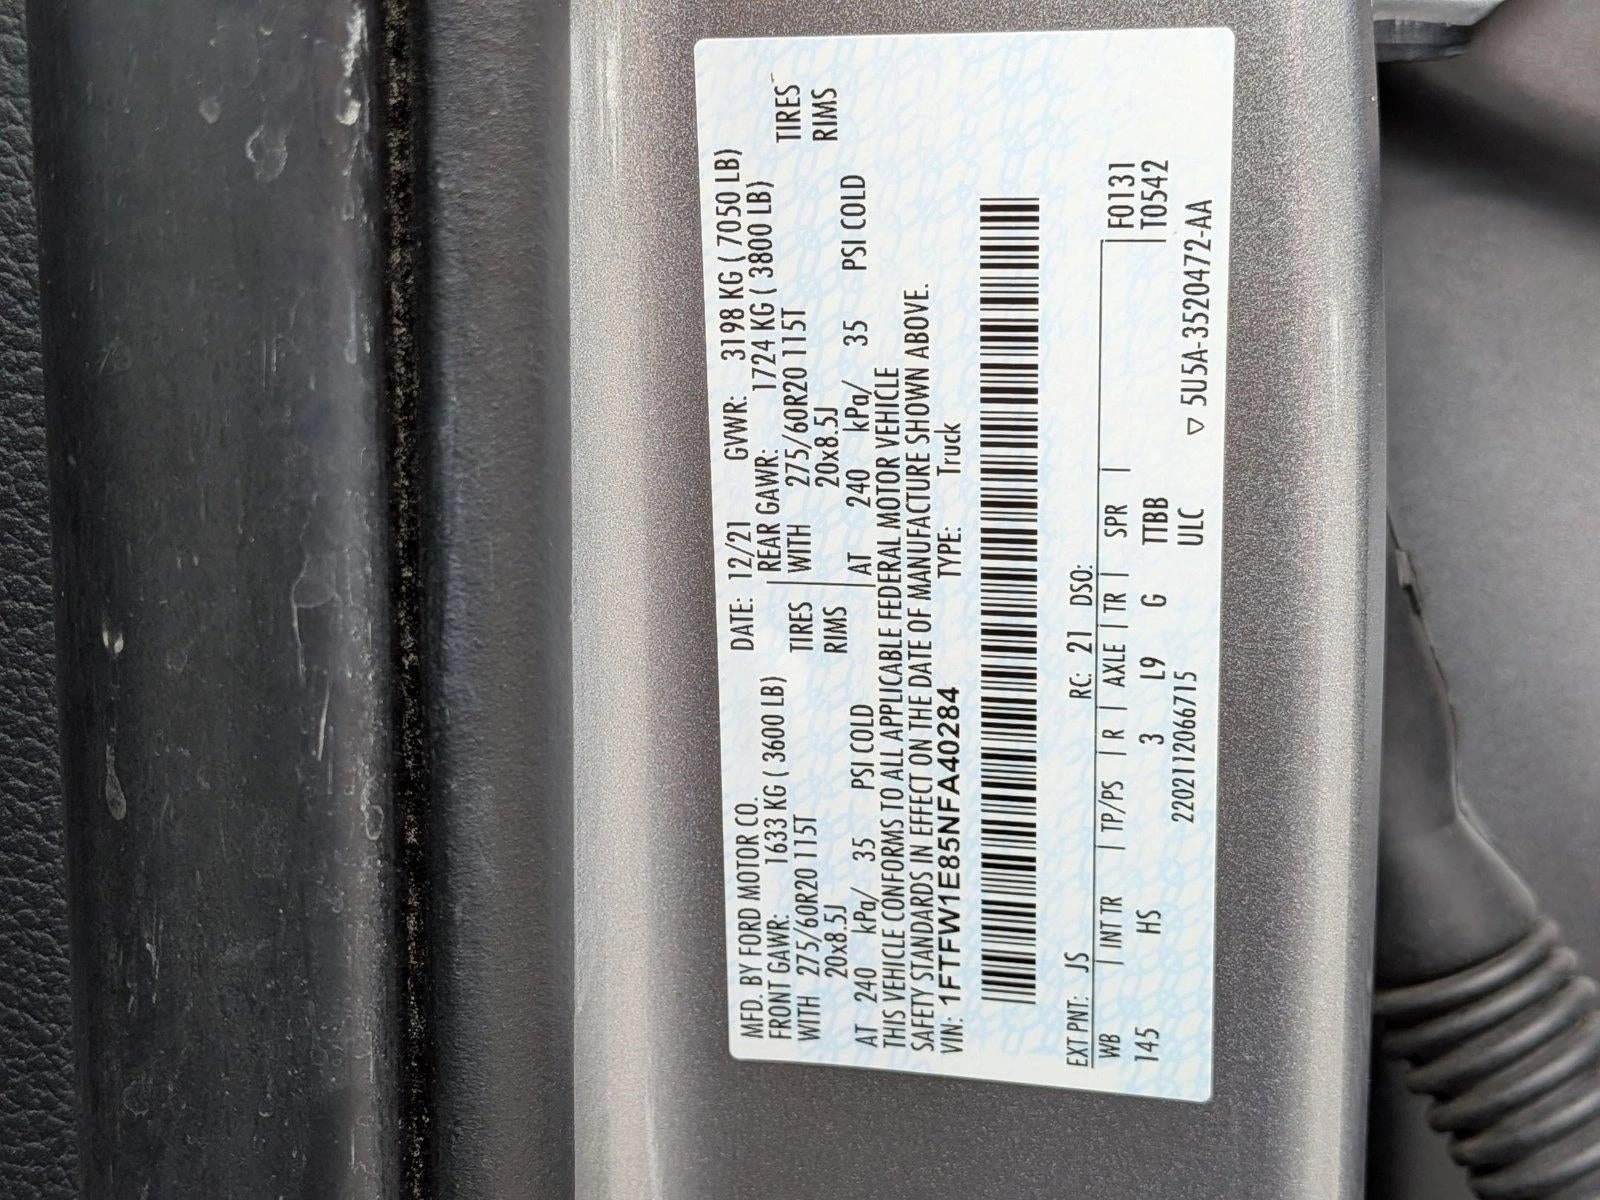 MFD. BY FORD MOTOR CO. DATE: 12/21 GVWR: 3198 KG ( 7050 LB)
FRONT GAWR: 1633 KG ( 3600 LB) REAR GAWR: 1724 KG ( 3800 LB)
WITH 275/60R20 115T TIRES WITH 275/60R20 115T TIRES
20x8.5J RIMS 20x8.5J RIMS
AT 240 kPa/ 35 PSI COLD AT 240 kPa/ 35 PSI COLD
THIS VEHICLE CONFORMS TO ALL APPLICABLE FEDERAL MOTOR VEHICLE
SAFETY STANDARDS IN EFFECT ON THE DATE OF MANUFACTURE SHOWN ABOVE.
VIN: 1FTFW1E85NFA40284 TYPE: Truck
EXT PNT: JS RC: 21 DSO:
WB | INT TR | TP/PS | R | AXLE | TR | SPR | F0131
145 HS 3 L9 G TTBB T0542
2202112066715 ULC ▽ 5U5A-3520472-AA